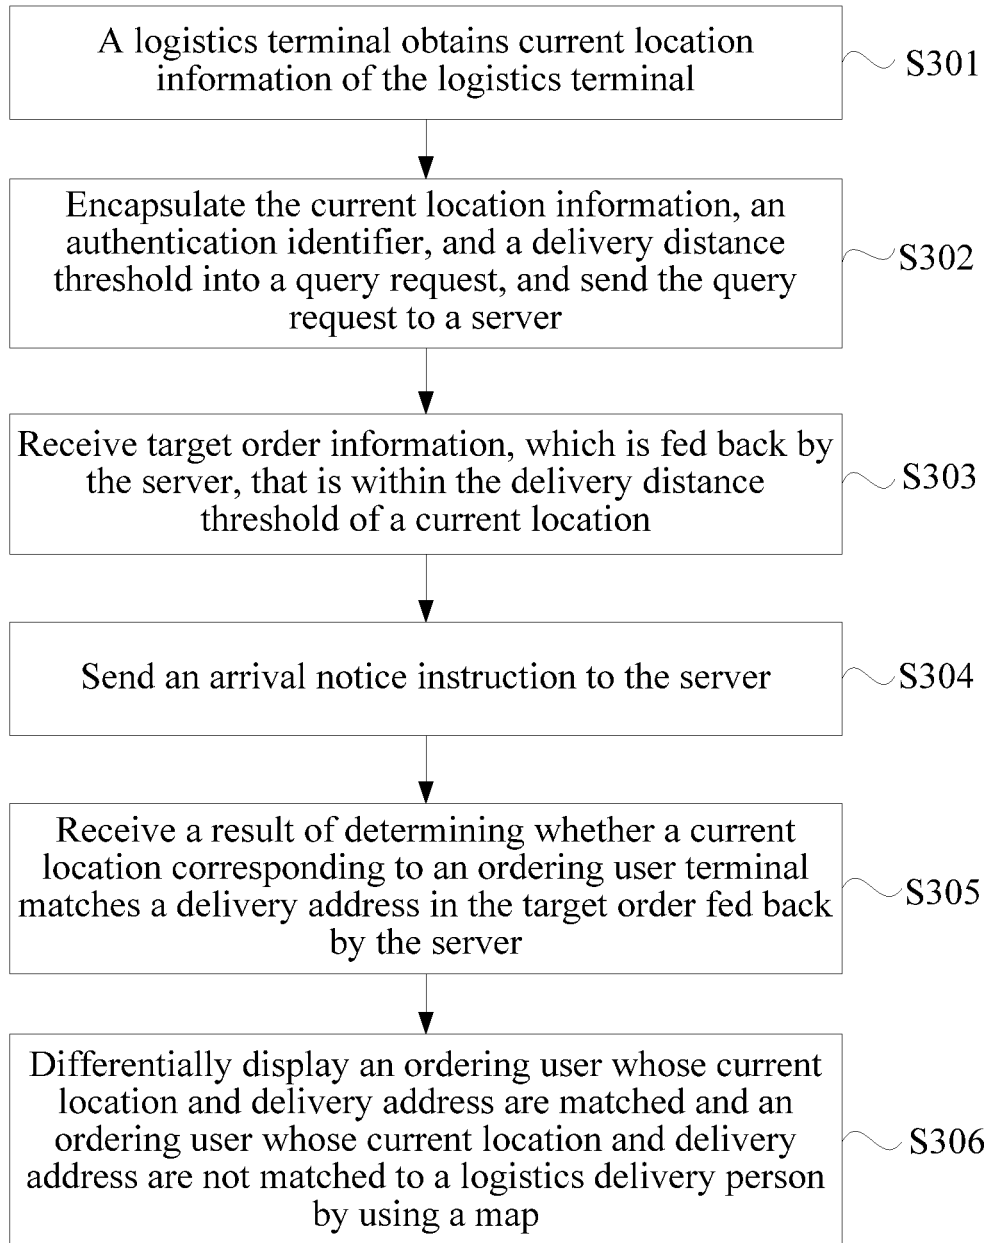 A logistics terminal obtains current location
information of the logistics terminal
S301
Encapsulate the current location information, an
authentication identifier, and a delivery distance
threshold into a query request, and send the query
request to a server
S302
Receive target order information, which is fed back by
the server, that is within the delivery distance
threshold of a current location
S303
Send an arrival notice instruction to the server
S304
Receive a result of determining whether a current
location corresponding to an ordering user terminal
matches a delivery address in the target order fed back
by the server
S305
Differentially display an ordering user whose current
location and delivery address are matched and an
ordering user whose current location and delivery
address are not matched to a logistics delivery person
by using a map
S306